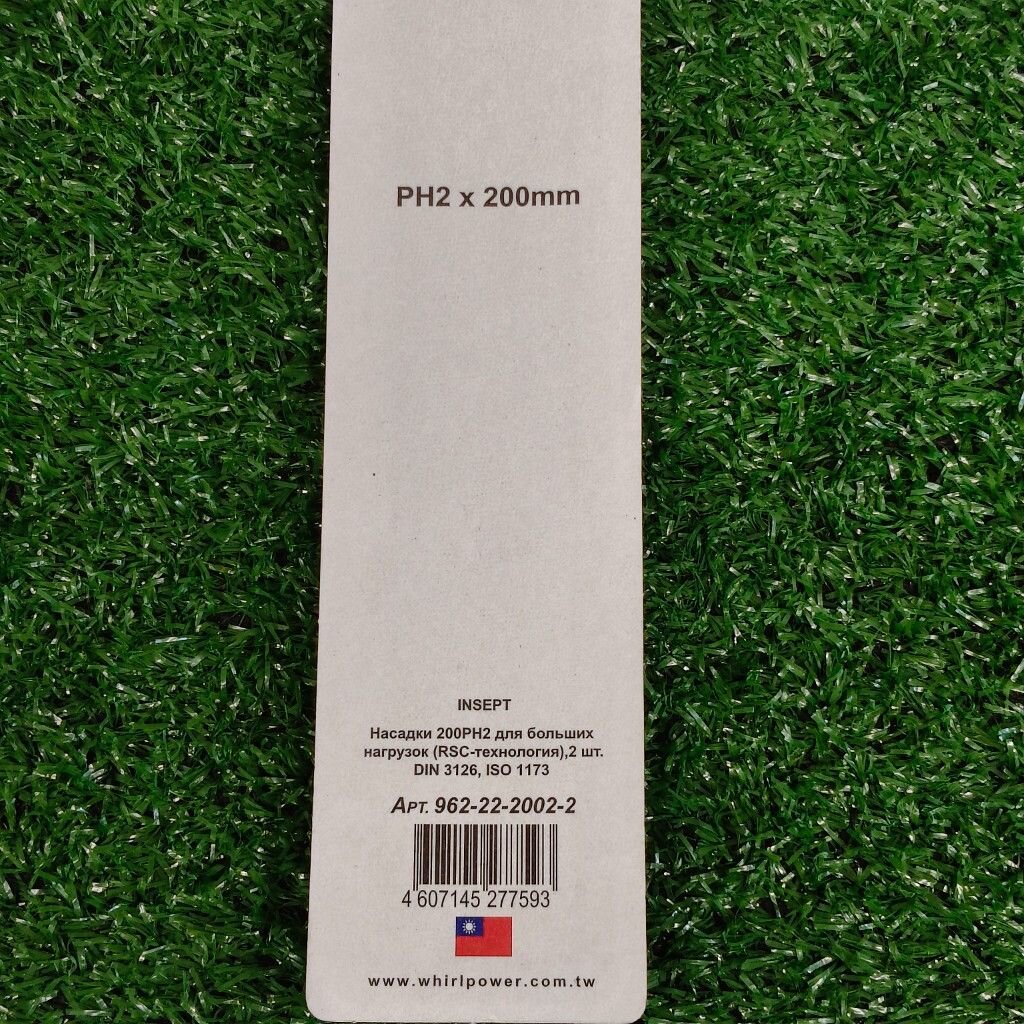 PH2 x 200mm
INSEPT
Насадки 200PH2 для больших
нагрузок (RSC-технология),2 шт.
DIN 3126, ISO 1173
АРТ. 962-22-2002-2
4 607145 277593
www.whirlpower.com.tw